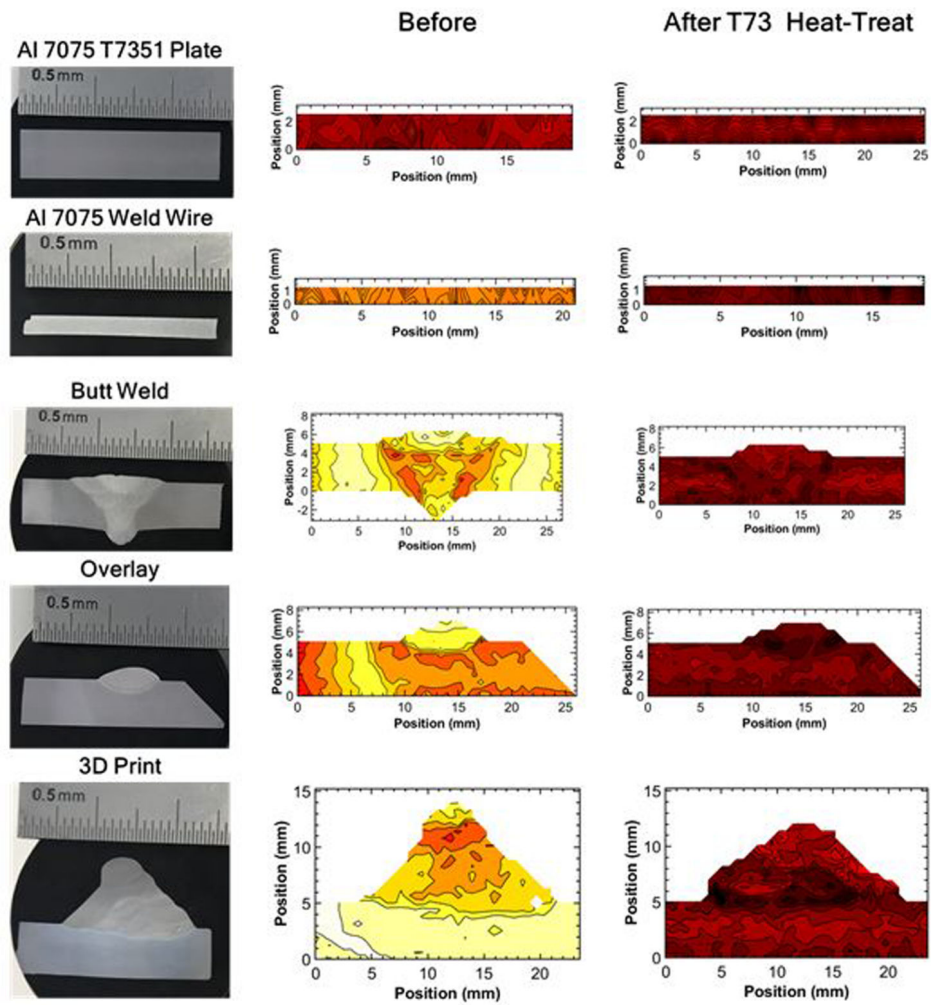 Before
After T73 Heat-Treat
Al 7075 T7351 Plate
0.5 mm
2
0
0 5 10 15
Position (mm)
Position (mm)
2
0
0 5 10 15 20 25
Position (mm)
Position (mm)
Al 7075 Weld Wire
0.5 mm
1
0
0 5 10 15 20
Position (mm)
Position (mm)
1
0
0 5 10 15
Position (mm)
Position (mm)
Butt Weld
0.5 mm
8
6
4
2
0
-2
0 5 10 15 20 25
Position (mm)
Position (mm)
8
6
4
2
0
0 5 10 15 20 25
Position (mm)
Position (mm)
Overlay
0.5 mm
8
6
4
2
0
0 5 10 15 20 25
Position (mm)
Position (mm)
8
6
4
2
0
0 5 10 15 20 25
Position (mm)
Position (mm)
3D Print
0.5 mm
15
10
5
0
0 5 10 15 20
Position (mm)
Position (mm)
15
10
5
0
0 5 10 15 20
Position (mm)
Position (mm)